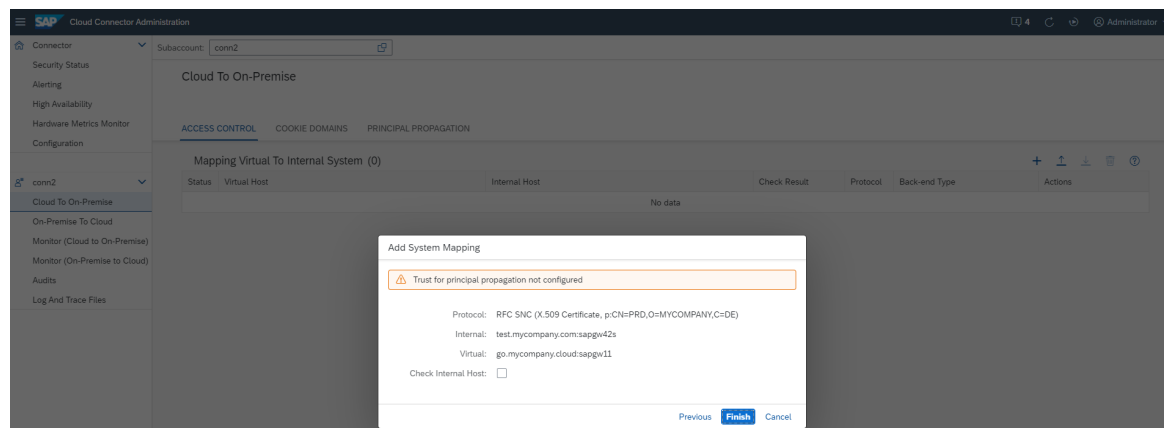 SAP Cloud Connector Administration 4 Administrator
Connector
Subaccount: conn2
Security Status
Alerting
High Availability
Hardware Metrics Monitor
Configuration
conn2
Cloud To On-Premise
On-Premise To Cloud
Monitor (Cloud to On-Premise)
Monitor (On-Premise to Cloud)
Audits
Log And Trace Files
Cloud To On-Premise
ACCESS CONTROL COOKIE DOMAINS PRINCIPAL PROPAGATION
Mapping Virtual To Internal System (0)
Status Virtual Host Internal Host Check Result Protocol Back-end Type Actions
No data
Add System Mapping
Trust for principal propagation not configured
Protocol: RFC SNC (X.509 Certificate, p:CN=PRD,O=MYCOMPANY,C=DE)
Internal: test.mycompany.com:sapgw42s
Virtual: go.mycompany.cloud:sapgw11
Check Internal Host:
Previous Finish Cancel